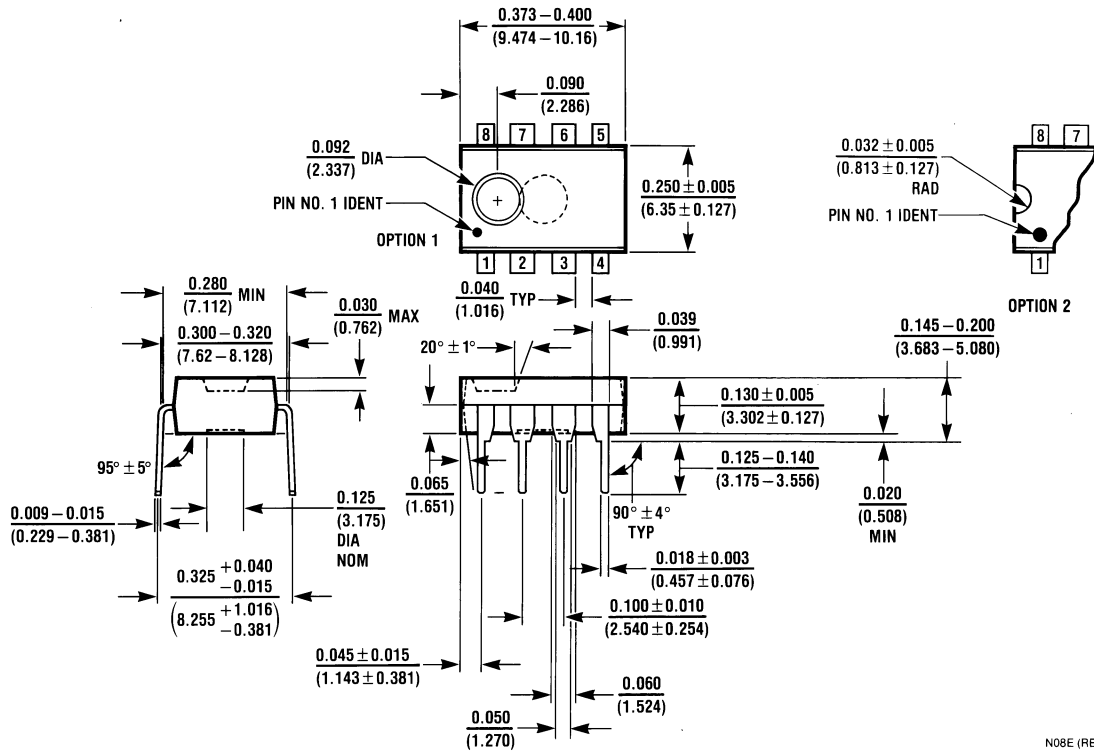 0.373 – 0.400
(9.474 – 10.16)
0.090
(2.286)
8 7 6 5
0.092 DIA
(2.337)
PIN NO. 1 IDENT
OPTION 1
1 2 3 4
0.250 ± 0.005
(6.35 ± 0.127)
0.032 ± 0.005
(0.813 ± 0.127)
RAD
PIN NO. 1 IDENT
8 7
1
OPTION 2
0.280 MIN
(7.112)
0.300 – 0.320
(7.62 – 8.128)
0.030 MAX
(0.762)
0.040 TYP
(1.016)
0.039
(0.991)
20° ± 1°
0.145 – 0.200
(3.683 – 5.080)
0.130 ± 0.005
(3.302 ± 0.127)
0.125 – 0.140
(3.175 – 3.556)
0.020
(0.508)
MIN
95° ± 5°
0.009 – 0.015
(0.229 – 0.381)
0.125
(3.175)
DIA
NOM
0.065
(1.651)
90° ± 4°
TYP
0.325 +0.040
−0.015
(8.255 +1.016
−0.381)
0.018 ± 0.003
(0.457 ± 0.076)
0.100 ± 0.010
(2.540 ± 0.254)
0.045 ± 0.015
(1.143 ± 0.381)
0.060
(1.524)
0.050
(1.270)
N08E (RE